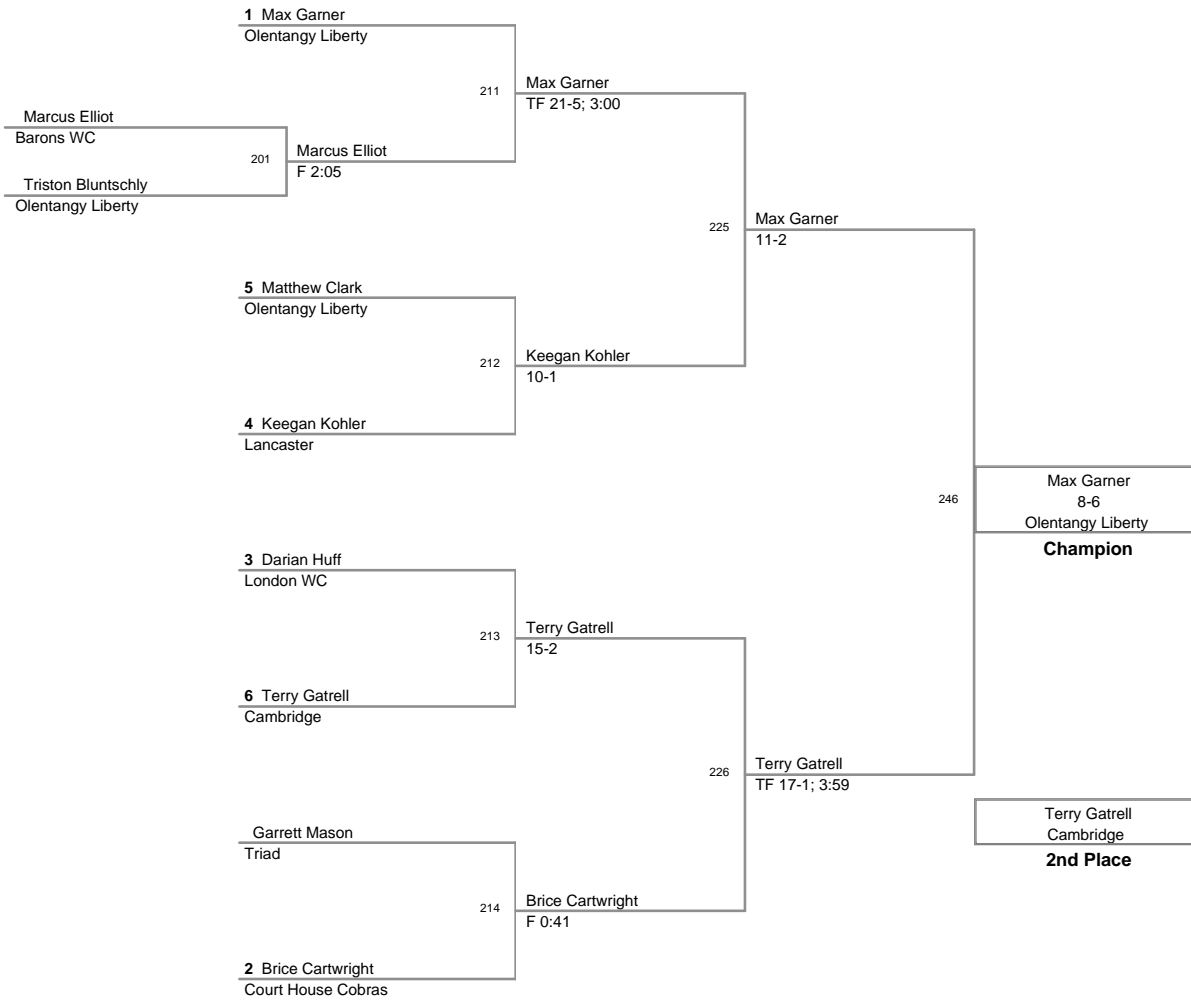 1 Max Garner
Olentangy Liberty
211
Max Garner
TF 21-5; 3:00
Marcus Elliot
Barons WC
201
Marcus Elliot
F 2:05
Triston Bluntschly
Olentangy Liberty
225
Max Garner
11-2
5 Matthew Clark
Olentangy Liberty
212
Keegan Kohler
10-1
4 Keegan Kohler
Lancaster
246
Max Garner
8-6
Olentangy Liberty
Champion
3 Darian Huff
London WC
213
Terry Gatrell
15-2
6 Terry Gatrell
Cambridge
226
Terry Gatrell
TF 17-1; 3:59
Terry Gatrell
Cambridge
2nd Place
Garrett Mason
Triad
214
Brice Cartwright
F 0:41
2 Brice Cartwright
Court House Cobras